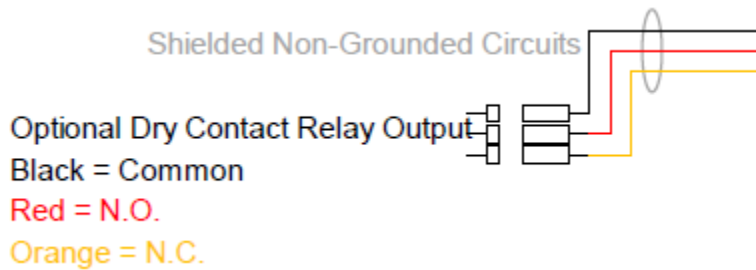 Shielded Non-Grounded Circuits
Optional Dry Contact Relay Output
Black = Common
Red = N.O.
Orange = N.C.